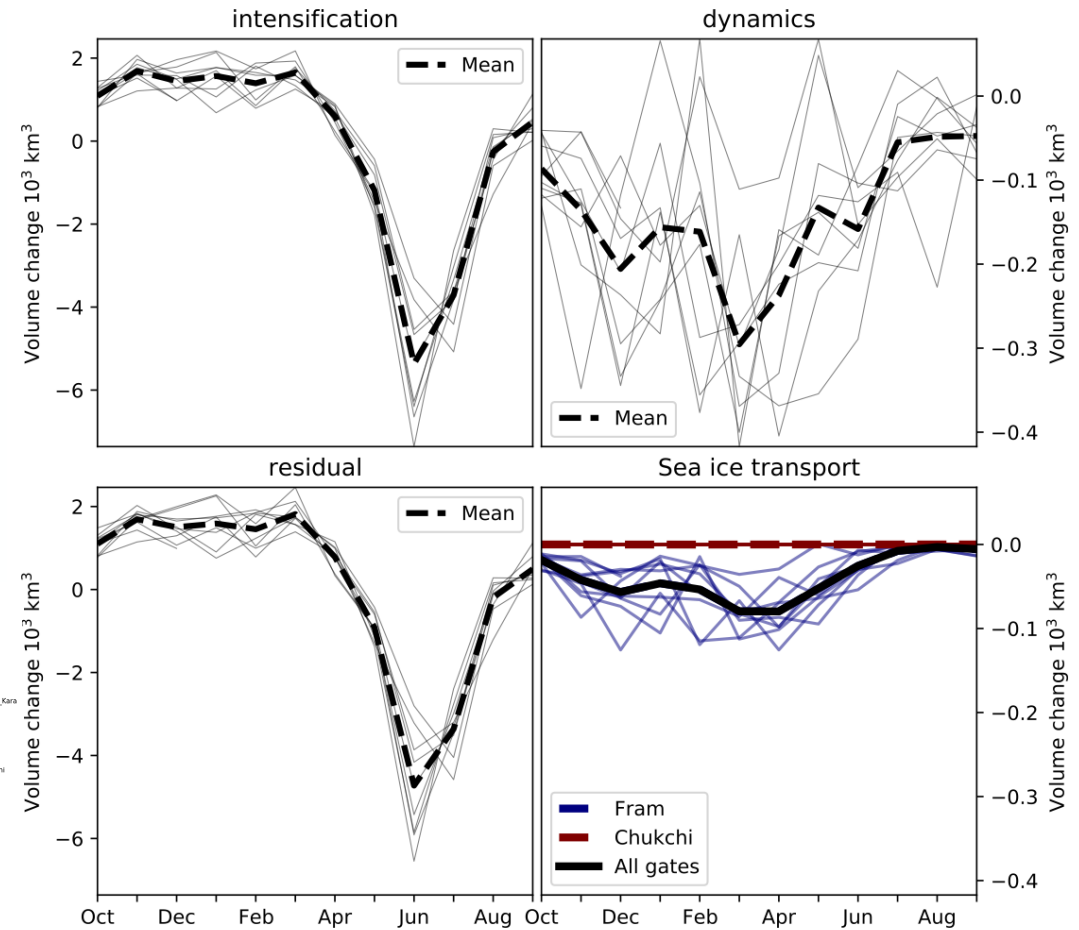 intensification
dynamics
Mean
Mean
2
0
−2
−4
−6
Volume change 10³ km³
0.0
−0.1
−0.2
−0.3
−0.4
Volume change 10³ km³
residual
Sea ice transport
Mean
2
0
−2
−4
−6
Volume change 10³ km³
0.0
−0.1
−0.2
−0.3
−0.4
Volume change 10³ km³
Kara
Fram
Chukchi
All gates
Oct Dec Feb Apr Jun Aug Oct Dec Feb Apr Jun Aug